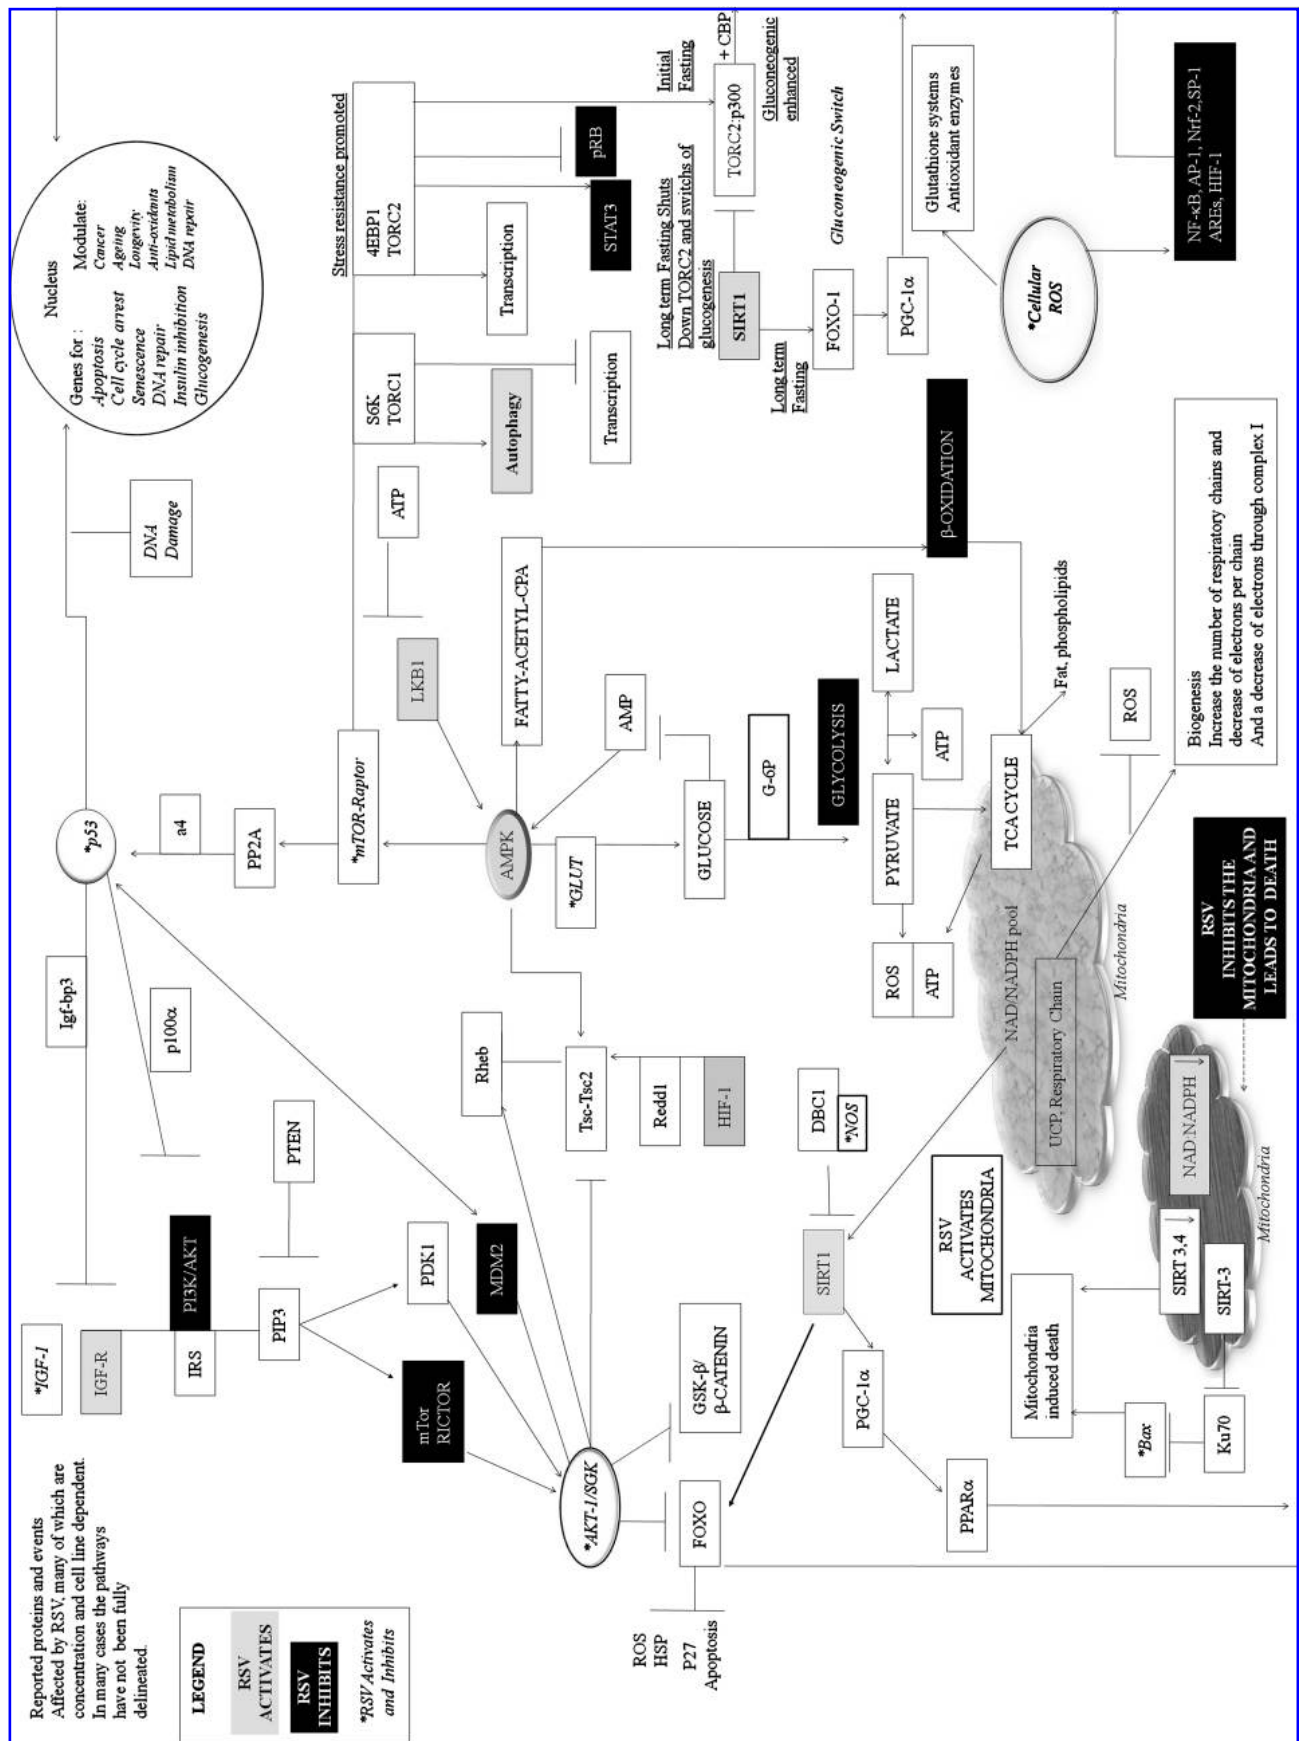 Reported proteins and events
Affected by RSV, many of which are
concentration and cell line dependent.
In many cases the pathways
have not been fully
delineated.
LEGEND
RSV
ACTIVATES
RSV
INHIBITS
*RSV Activates
and Inhibits
*IGF-1
IGF-R
IRS
PI3K/AKT
PIP3
PTEN
PDK1
mTor
RICTOR
MDM2
*AKT-1/SGK
Igf-bp3
p100α
*p53
a4
PP2A
*mTOR-Raptor
DNA
Damage
Nucleus
Genes for :
Apoptosis
Cell cycle arrest
Senescence
DNA repair
Insulin inhibition
Glucogenesis
Modulate:
Cancer
Ageing
Longevity
Anti-oxidants
Lipid metabolism
DNA repair
Stress resistance promoted
S6K
TORC1
4EBP1
TORC2
Autophagy
Transcription
Transcription
STAT3
pRB
Initial
Fasting
TORC2:p300
+ CBP
Gluconeogenic
enhanced
Long term Fasting Shuts
Down TORC2 and switchs of
glucogenesis
SIRT1
Long term
Fasting
FOXO-1
PGC-1α
Gluconeogenic Switch
ATP
LKB1
AMPK
FATTY-ACETYL-CPA
AMP
*GLUT
GLUCOSE
G-6P
GLYCOLYSIS
β-OXIDATION
PYRUVATE
LACTATE
ATP
ROS
ATP
TCA CYCLE
Fat, phospholipids
Rheb
Tsc-Tsc2
Redd1
HIF-1
GSK-β/
β-CATENIN
FOXO
ROS
HSP
P27
Apoptosis
DBC1
*NOS
SIRT1
PGC-1α
PPARα
NAD/NADPH pool
UCP, Respiratory Chain
Mitochondria
RSV
ACTIVATES
MITOCHONDRIA
ROS
Biogenesis
Increase the number of respiratory chains and
decrease of electrons per chain
And a decrease of electrons through complex I
*Cellular
ROS
Glutathione systems
Antioxidant enzymes
NF-κB, AP-1, Nrf-2,SP-1
AREs, HIF-1
RSV
INHIBITS THE
MITOCHONDRIA AND
LEADS TO DEATH
NAD:NADPH
SIRT 3,4
SIRT-3
Mitochondria
Mitochondria
induced death
*Bax
Ku70